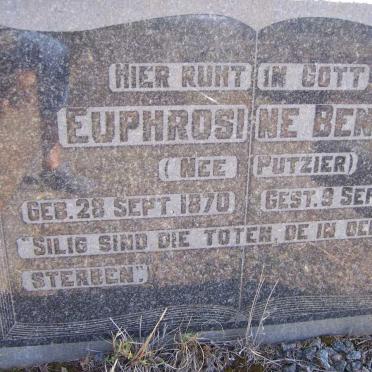 HIER RUHT IN GOTT
EUPHROSINE BEN
(NEE PUTZIER)
GEB. 28 SEPT. 1870 GEST. 9 SEP
"SILIG SIND DIE TOTEN, DE IN DE
STERBEN"